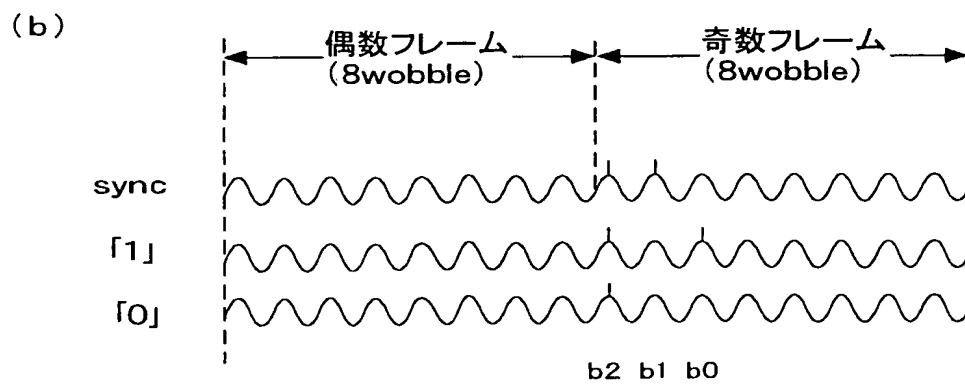 (b)
偶数フレーム 奇数フレーム
(8wobble) (8wobble)
sync
「1」
「0」
b2 b1 b0